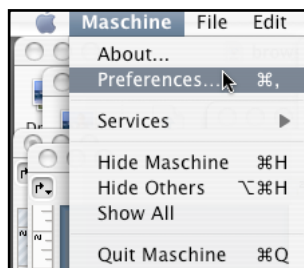 Maschine File Edit
About...
Preferences... ⌘,
Services
Hide Maschine ⌘H
Hide Others ⌥⌘H
Show All
Quit Maschine ⌘Q